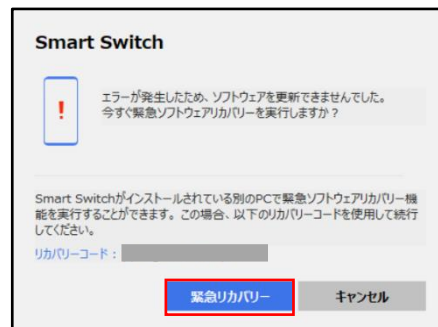 Smart Switch
!
エラーが発生したため、ソフトウェアを更新できませんでした。
今すぐ緊急ソフトウェアリカバリーを実行しますか？
Smart Switchがインストールされている別のPCで緊急ソフトウェアリカバリー機
能を実行することができます。この場合、以下のリカバリーコードを使用して続行
してください。
リカバリーコード：
緊急リカバリー
キャンセル